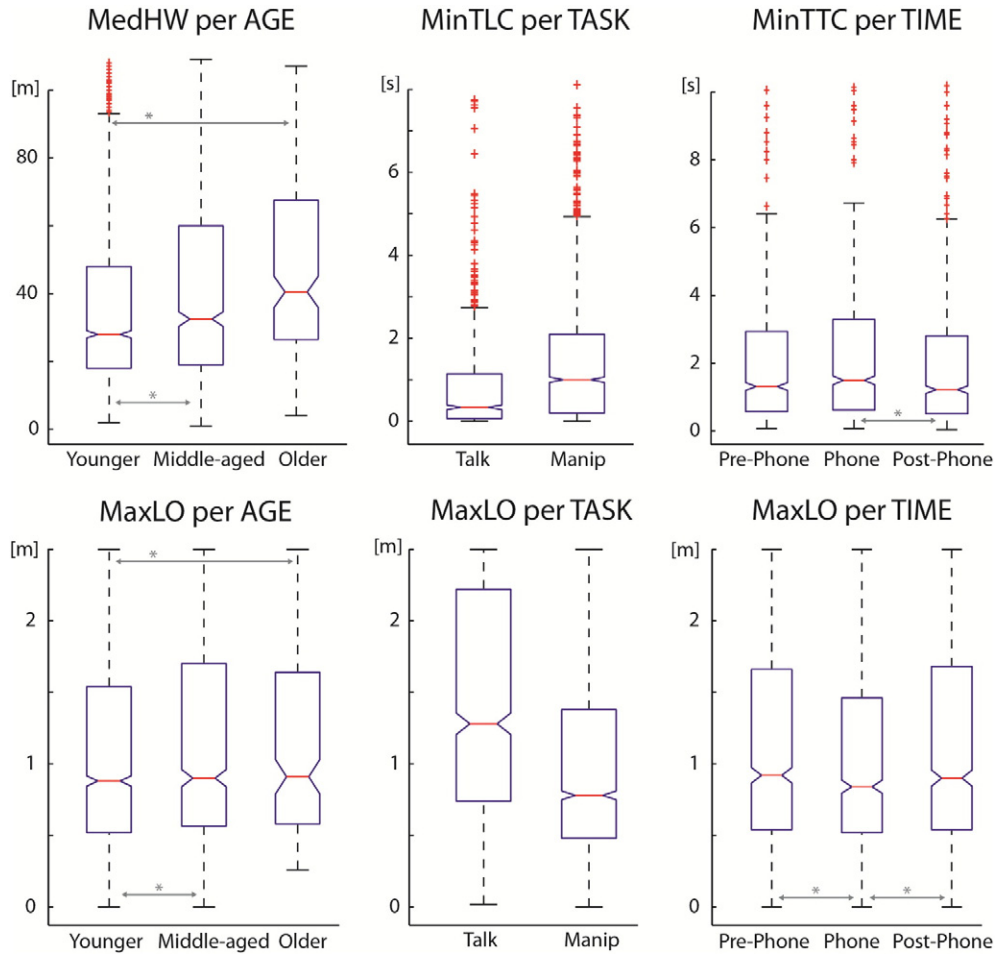 MedHW per AGE
[m]
80
40
0
*
*
Younger Middle-aged Older
MinTLC per TASK
[s]
6
4
2
0
Talk Manip
MinTTC per TIME
[s]
8
6
4
2
0
*
Pre-Phone Phone Post-Phone
MaxLO per AGE
[m]
2
1
0
*
*
Younger Middle-aged Older
MaxLO per TASK
[m]
2
1
0
Talk Manip
MaxLO per TIME
[m]
2
1
0
* *
Pre-Phone Phone Post-Phone